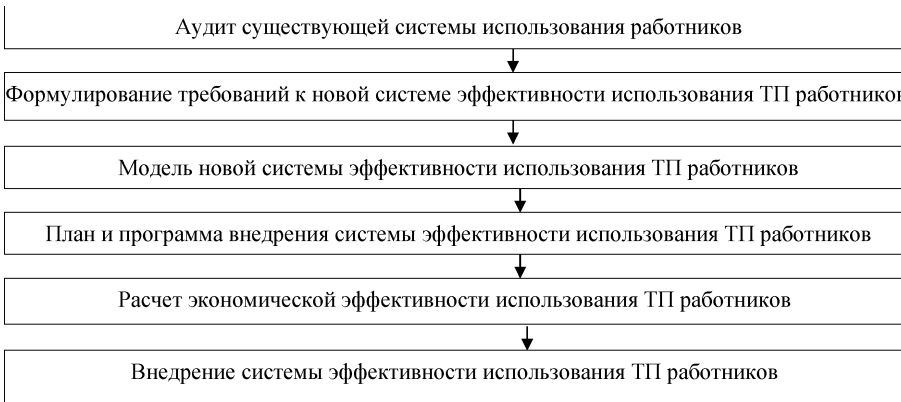 Аудит существующей системы использования работников
Формулирование требований к новой системе эффективности использования ТП работников
Модель новой системы эффективности использования ТП работников
План и программа внедрения системы эффективности использования ТП работников
Расчет экономической эффективности использования ТП работников
Внедрение системы эффективности использования ТП работников